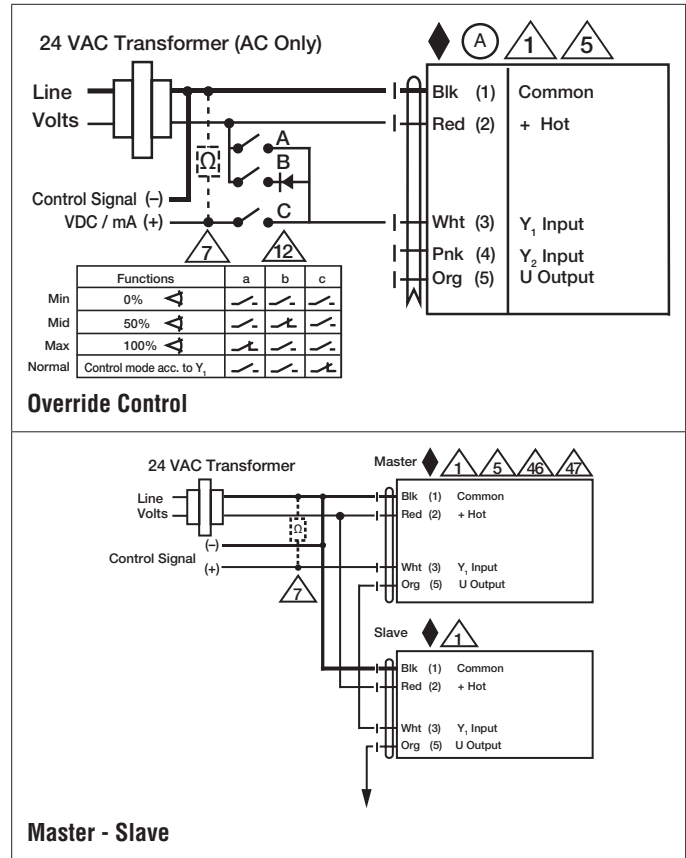 24 VAC Transformer (AC Only)
A 1 5
Line
Volts
Blk (1) Common
Red (2) + Hot
A
B
Ω
C
Control Signal (–)
VDC / mA (+)
Wht (3) Y₁ Input
Pnk (4) Y₂ Input
Org (5) U Output
7 12
Functions a b c
Min 0%
Mid 50%
Max 100%
Normal Control mode acc. to Y₁
Override Control
24 VAC Transformer
Master 1 5 46 47
Line
Volts
Blk (1) Common
Red (2) + Hot
Ω
Control Signal
(–)
(+)
Wht (3) Y₁ Input
Org (5) U Output
7
Slave 1
Blk (1) Common
Red (2) + Hot
Wht (3) Y₁ Input
Org (5) U Output
Master - Slave